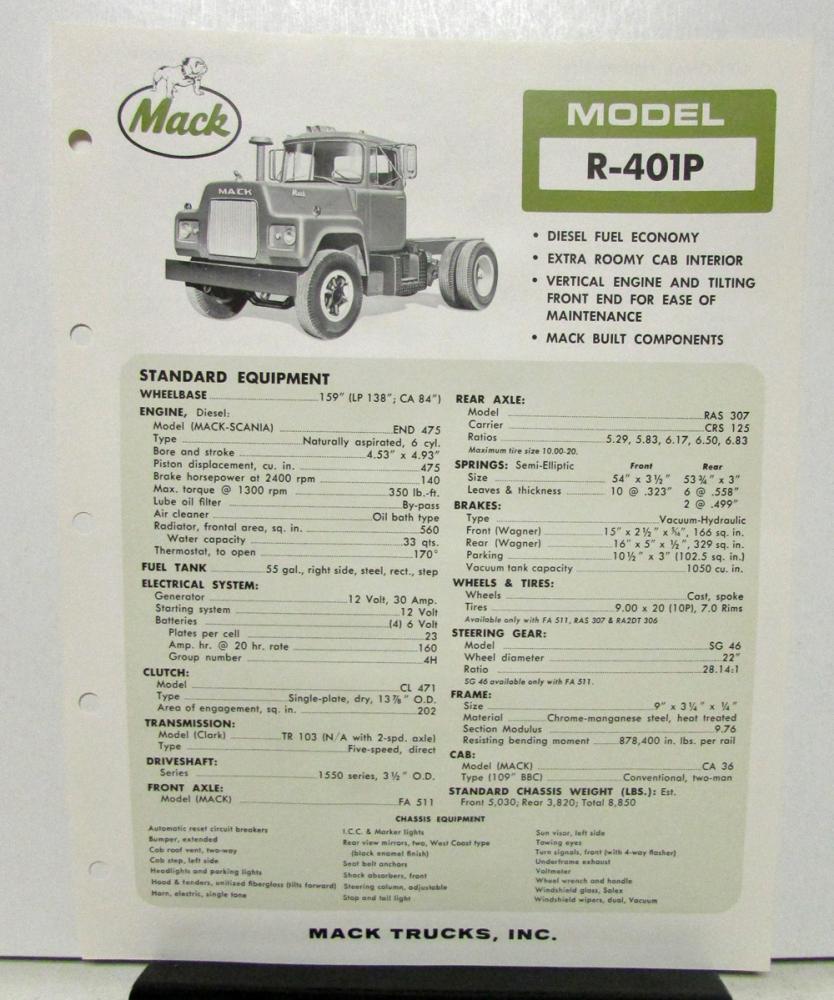 Mack
MACK
Mack
MODEL
R-401P
• DIESEL FUEL ECONOMY
• EXTRA ROOMY CAB INTERIOR
• VERTICAL ENGINE AND TILTING
FRONT END FOR EASE OF
MAINTENANCE
• MACK BUILT COMPONENTS
STANDARD EQUIPMENT
WHEELBASE 159" (LP 138"; CA 84")
ENGINE, Diesel:
Model (MACK-SCANIA) END 475
Type Naturally aspirated, 6 cyl.
Bore and stroke 4.53" x 4.93"
Piston displacement, cu. in. 475
Brake horsepower at 2400 rpm 140
Max. torque @ 1300 rpm 350 lb.-ft.
Lube oil filter By-pass
Air cleaner Oil bath type
Radiator, frontal area, sq. in. 560
Water capacity 33 qts.
Thermostat, to open 170°
FUEL TANK 55 gal., right side, steel, rect., step
ELECTRICAL SYSTEM:
Generator 12 Volt, 30 Amp.
Starting system 12 Volt
Batteries (4) 6 Volt
Plates per cell 23
Amp. hr. @ 20 hr. rate 160
Group number 4H
CLUTCH:
Model CL 471
Type Single-plate, dry, 13⅞" O.D.
Area of engagement, sq. in. 202
TRANSMISSION:
Model (Clark) TR 103 (N/A with 2-spd. axle)
Type Five-speed, direct
DRIVESHAFT:
Series 1550 series, 3½" O.D.
FRONT AXLE:
Model (MACK) FA 511
REAR AXLE:
Model RAS 307
Carrier CRS 125
Ratios 5.29, 5.83, 6.17, 6.50, 6.83
Maximum tire size 10.00-20.
SPRINGS: Semi-Elliptic Front Rear
Size 54" x 3½" 53¾" x 3"
Leaves & thickness 10 @ .323" 6 @ .558"
2 @ .499"
BRAKES:
Type Vacuum-Hydraulic
Front (Wagner) 15" x 2½" x 5/16", 166 sq. in.
Rear (Wagner) 16" x 5" x ½", 329 sq. in.
Parking 10½" x 3" (102.5 sq. in.)
Vacuum tank capacity 1050 cu. in.
WHEELS & TIRES:
Wheels Cast, spoke
Tires 9.00 x 20 (10P), 7.0 Rims
Available only with FA 511, RAS 307 & RA2DT 306
STEERING GEAR:
Model SG 46
Wheel diameter 22"
Ratio 28.14:1
SG 46 available only with FA 511.
FRAME:
Size 9" x 3¼" x ¼"
Material Chrome-manganese steel, heat treated
Section Modulus 9.76
Resisting bending moment 878,400 in. lbs. per rail
CAB:
Model (MACK) CA 36
Type (109" BBC) Conventional, two-man
STANDARD CHASSIS WEIGHT (LBS.): Est.
Front 5,030; Rear 3,820; Total 8,850
CHASSIS EQUIPMENT
Automatic reset circuit breakers
Bumper, extended
Cab roof vent, two-way
Cab step, left side
Headlights and parking lights
Hood & fenders, unitized fiberglass (tilts forward)
Horn, electric, single tone
I.C.C. & Marker lights
Rear view mirrors, two, West Coast type
(black enamel finish)
Seat belt anchors
Shock absorbers, front
Steering column, adjustable
Stop and tail light
Sun visor, left side
Towing eyes
Turn signals, front (with 4-way flasher)
Underframe exhaust
Voltmeter
Wheel wrench and handle
Windshield glass, Solex
Windshield wipers, dual, Vacuum
MACK TRUCKS, INC.